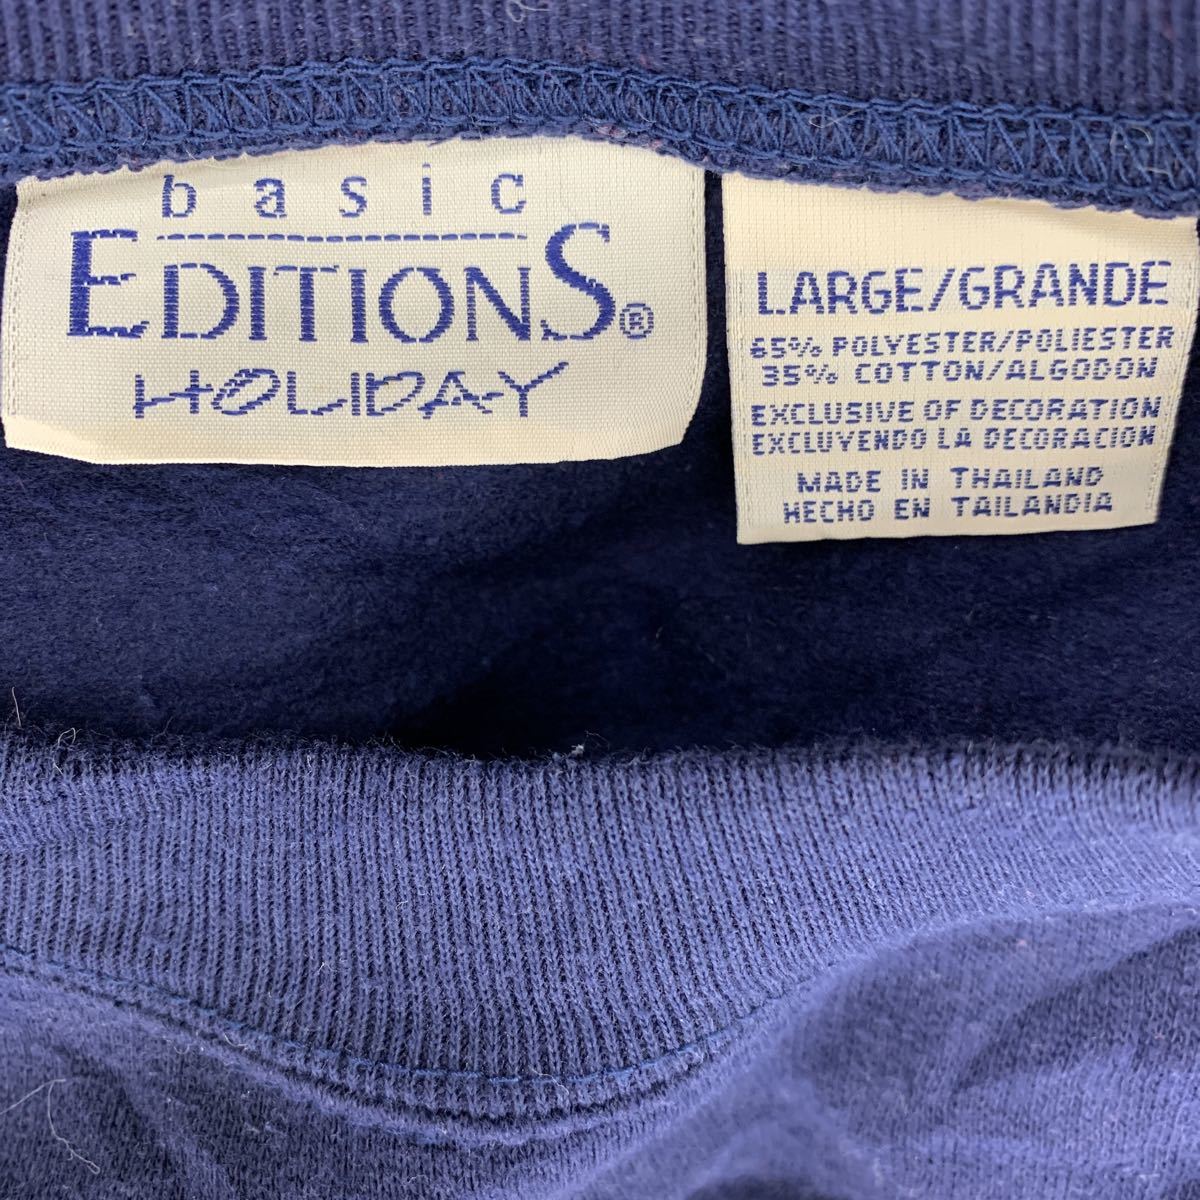 basic
EDITIONS®
HOLIDAY
LARGE/GRANDE
65% POLYESTER/POLIESTER
35% COTTON/ALGODON
EXCLUSIVE OF DECORATION
EXCLUYENDO LA DECORACION
MADE IN THAILAND
HECHO EN TAILANDIA